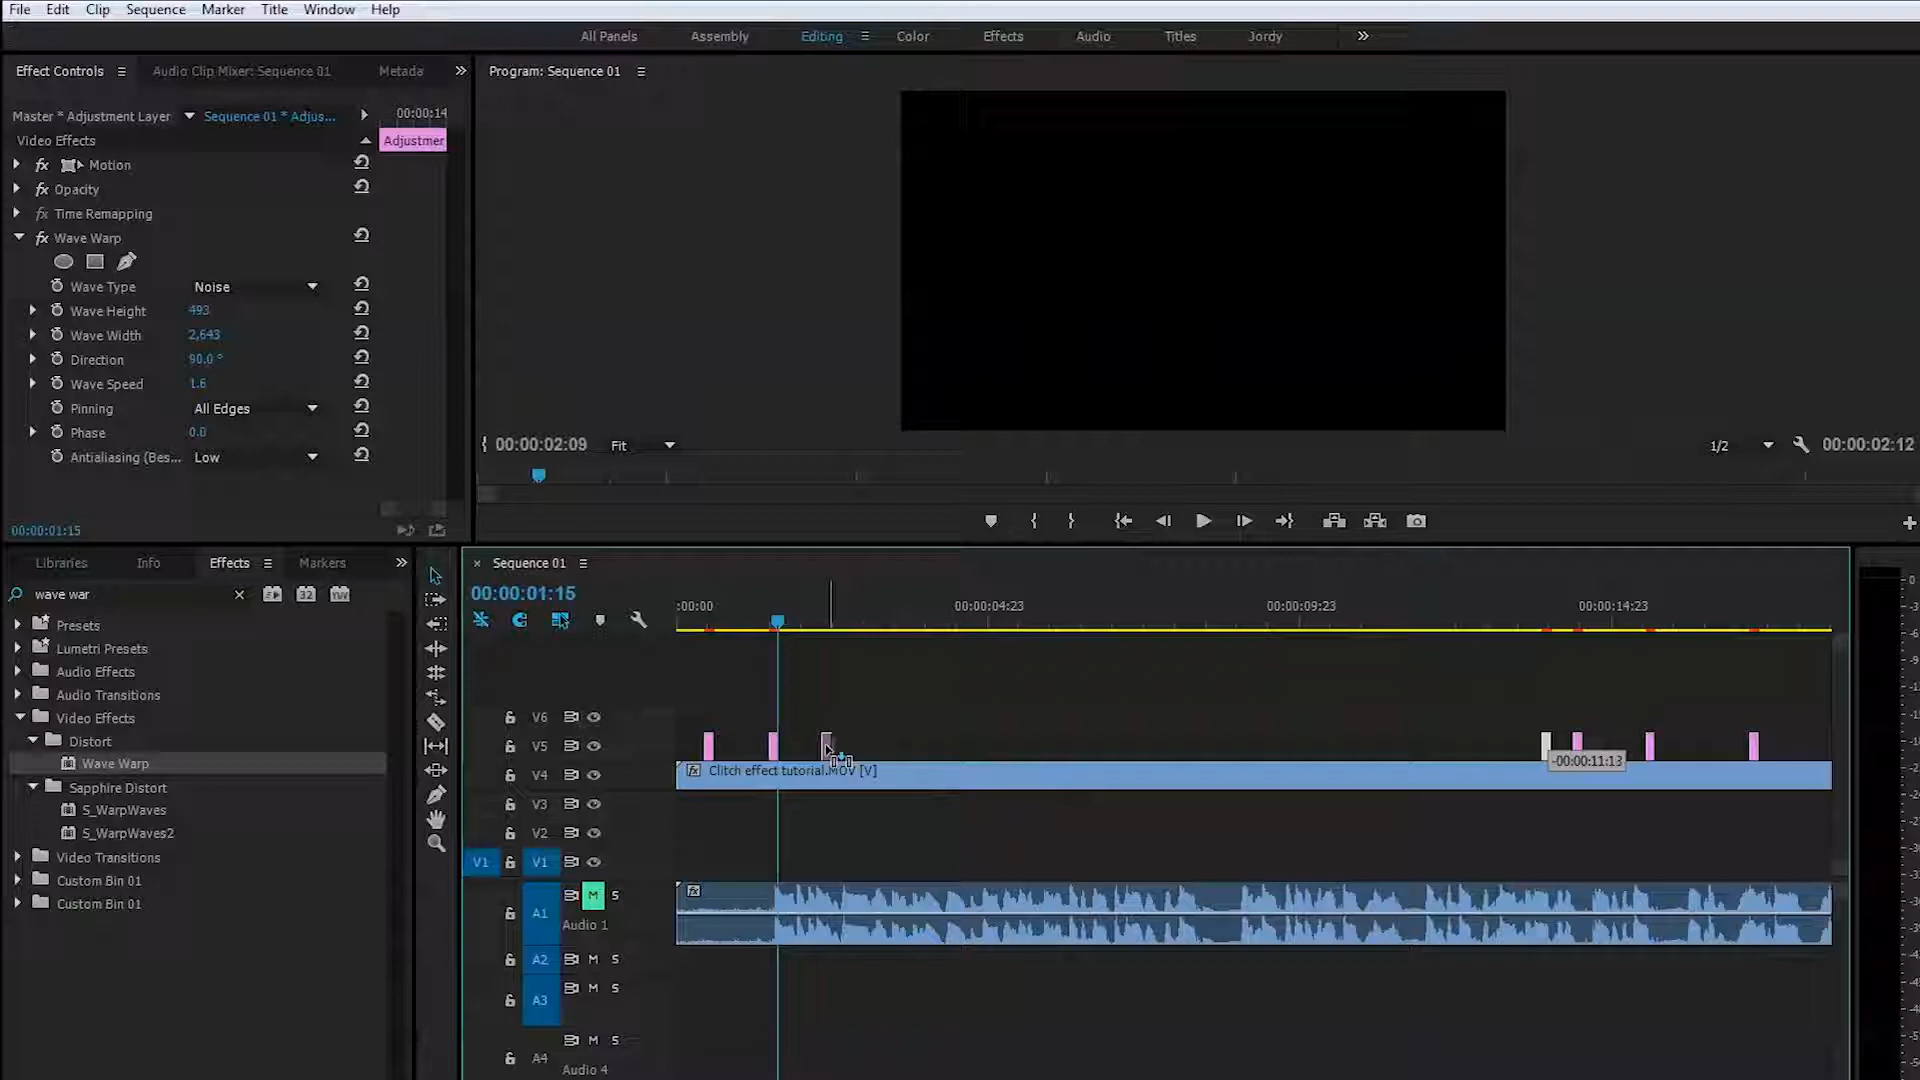 File Edit Clip Sequence Marker Title Window Help
All Panels Assembly Editing Color Effects Audio Titles Jordy
Effect Controls Audio Clip Mixer: Sequence 01 Metada
Program: Sequence 01
Master * Adjustment Layer Sequence 01 * Adjus... 00:00:14
Video Effects Adjustmer
fx Motion
fx Opacity
fx Time Remapping
fx Wave Warp
Wave Type Noise
Wave Height 493
Wave Width 2,643
Direction 90.0 °
Wave Speed 1.6
Pinning All Edges
Phase 0.0
Antialiasing (Bes... Low
00:00:01:15
00:00:02:09 Fit 1/2 00:00:02:12
Libraries Info Effects Markers
wave war
32 YUV
Presets
Lumetri Presets
Audio Effects
Audio Transitions
Video Effects
Distort
Wave Warp
Sapphire Distort
S_WarpWaves
S_WarpWaves2
Video Transitions
Custom Bin 01
Custom Bin 01
× Sequence 01
00:00:01:15
:00:00 00:00:04:23 00:00:09:23 00:00:14:23
V6
V5
-00:00:11:13
V4 fx Clitch effect tutorial.MOV [V]
V3
V2
V1 V1
A1 M S fx
Audio 1
A2 M S
A3 M S
A4 M S
Audio 4
0